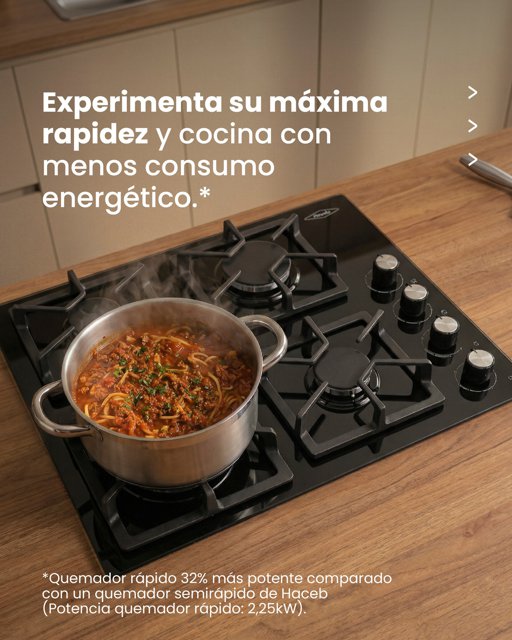 Experimenta su máxima
rapidez y cocina con
menos consumo
energético.*
>
>
>
*Quemador rápido 32% más potente comparado
con un quemador semirápido de Haceb
(Potencia quemador rápido: 2,25kW).